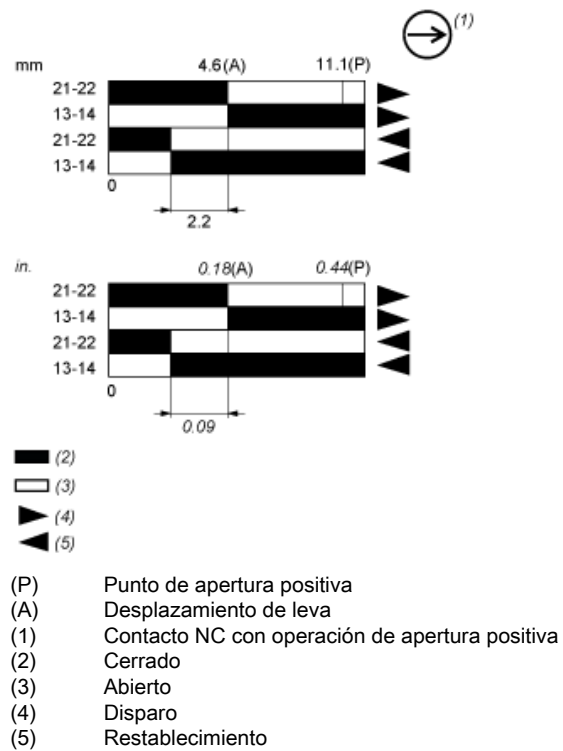 (1)
mm 4.6(A) 11.1(P)
21-22
13-14
21-22
13-14
0
2.2
in. 0.18(A) 0.44(P)
21-22
13-14
21-22
13-14
0
0.09
(2)
(3)
(4)
(5)
(P) Punto de apertura positiva
(A) Desplazamiento de leva
(1) Contacto NC con operación de apertura positiva
(2) Cerrado
(3) Abierto
(4) Disparo
(5) Restablecimiento